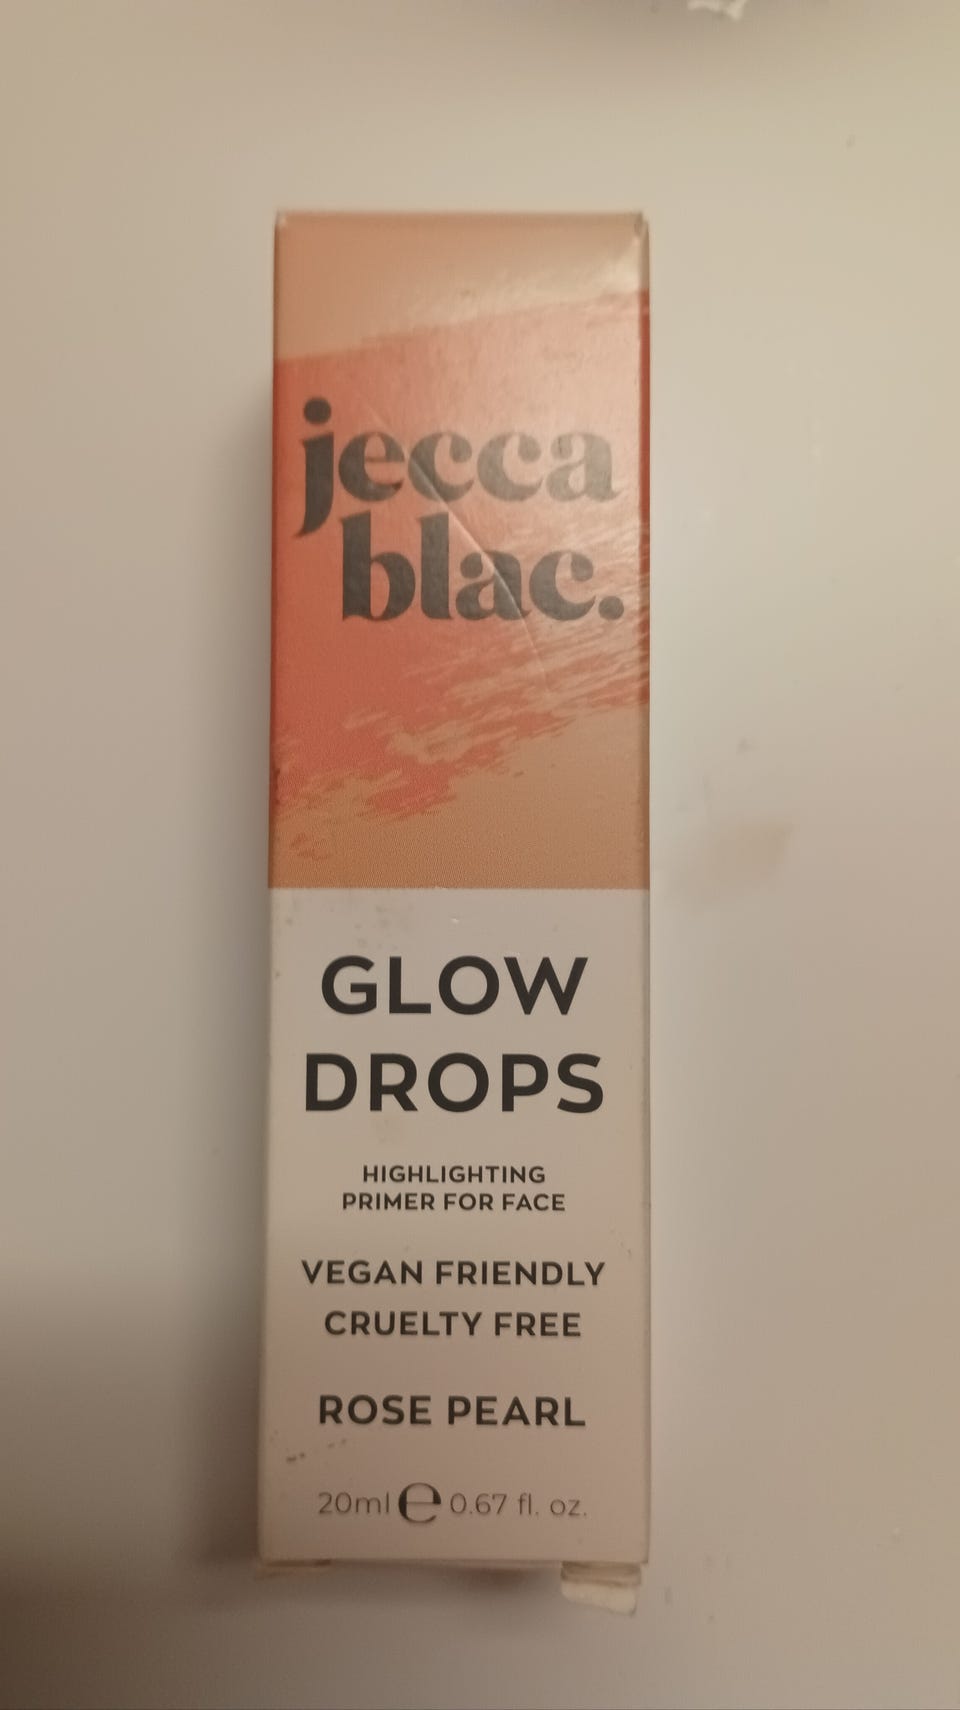 jecca
blac.
GLOW
DROPS
HIGHLIGHTING
PRIMER FOR FACE
VEGAN FRIENDLY
CRUELTY FREE
ROSE PEARL
20ml ℮ 0.67 fl. oz.